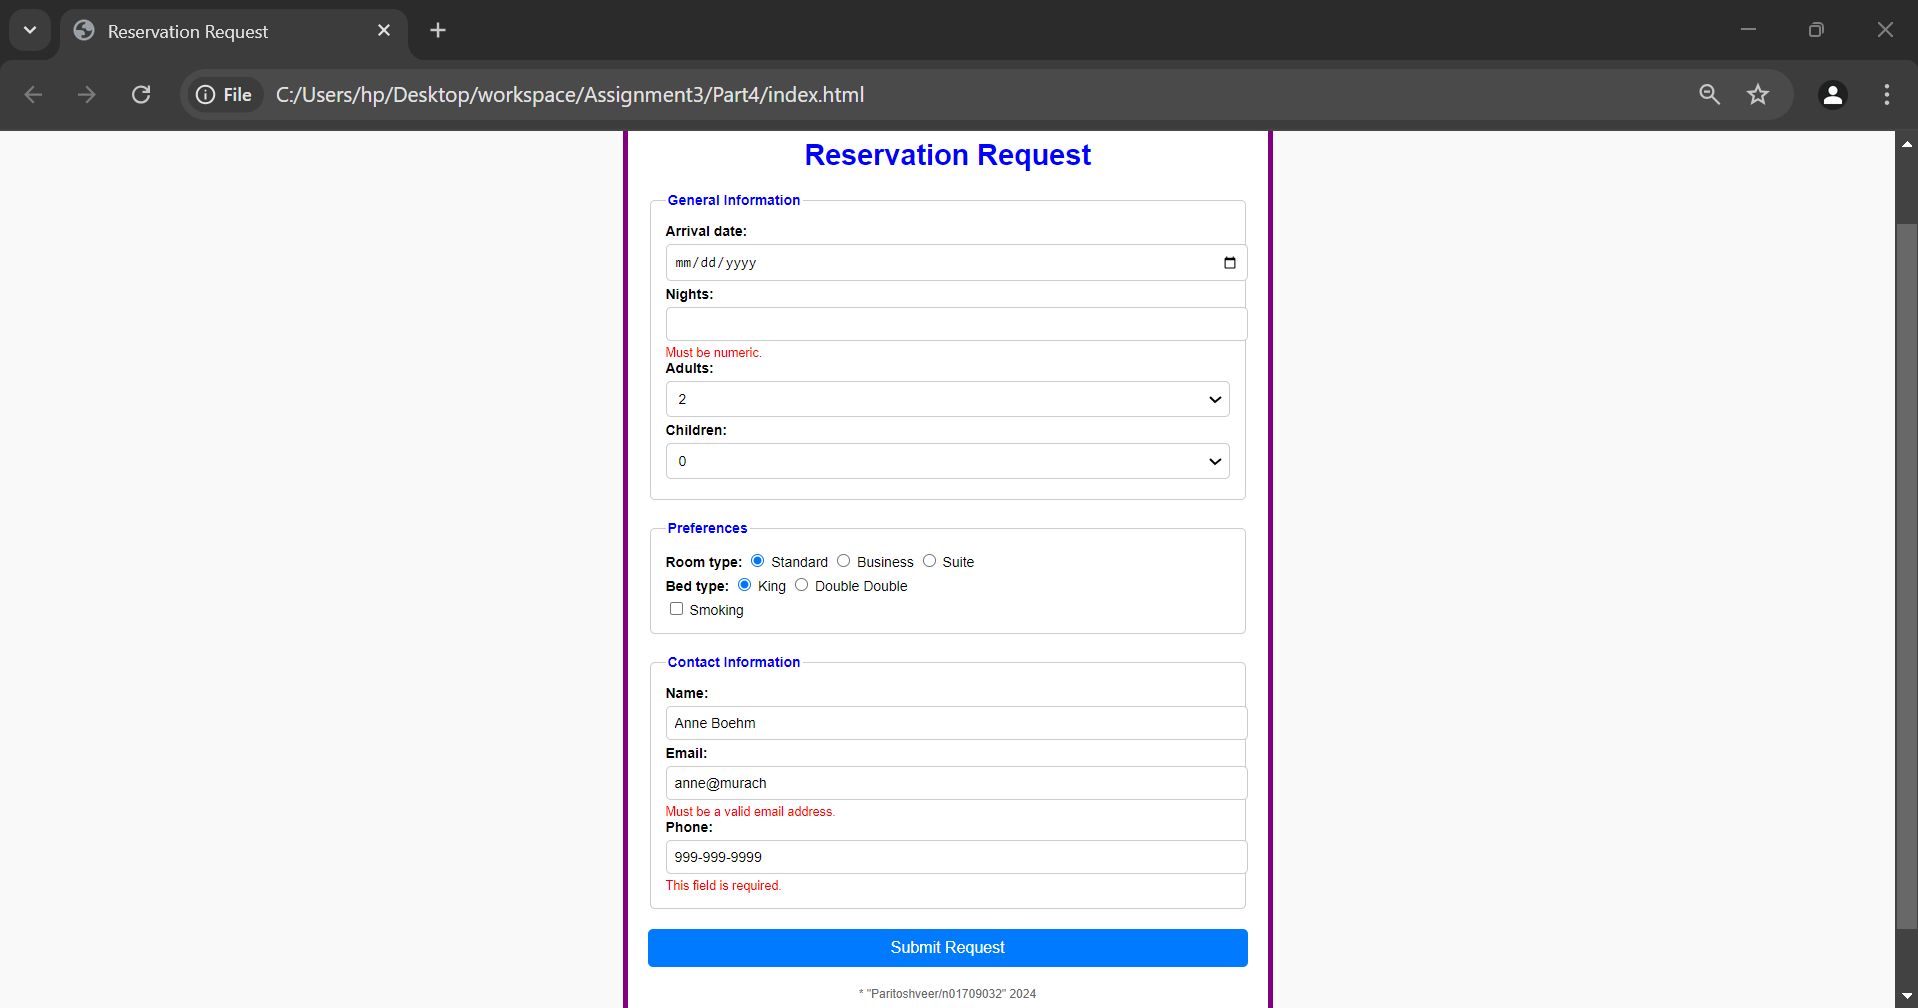 Reservation Request
File C:/Users/hp/Desktop/workspace/Assignment3/Part4/index.html
Reservation Request
General Information
Arrival date:
mm/dd/yyyy
Nights:
Must be numeric.
Adults:
2
Children:
0
Preferences
Room type: Standard Business Suite
Bed type: King Double Double
Smoking
Contact Information
Name:
Anne Boehm
Email:
anne@murach
Must be a valid email address.
Phone:
999-999-9999
This field is required.
Submit Request
* "Paritoshveer/n01709032" 2024